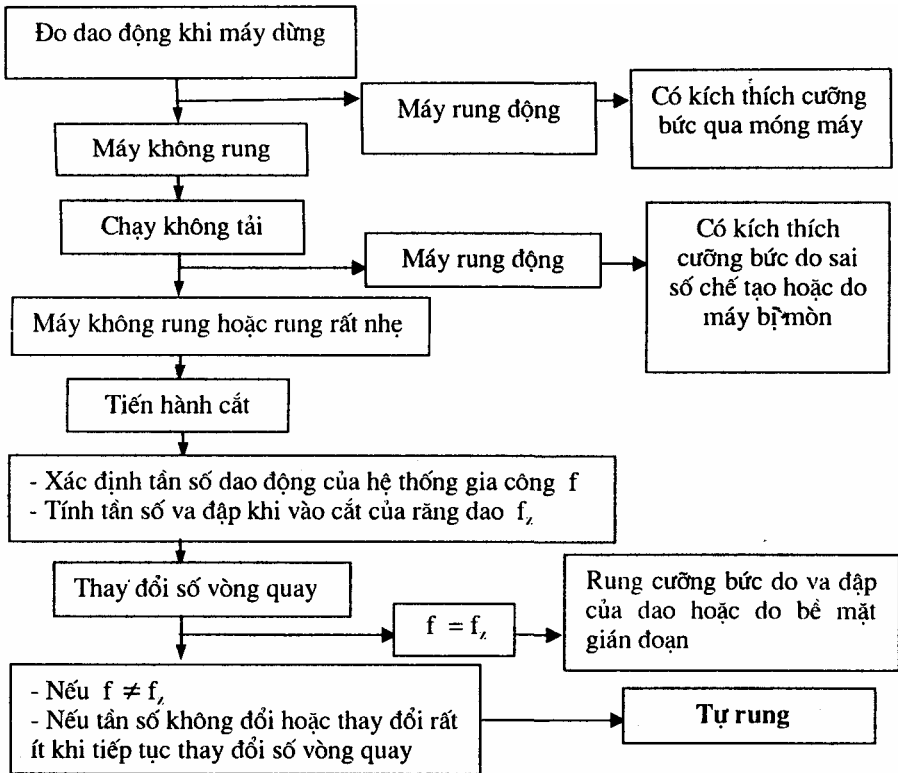 Đo dao động khi máy dừng
Máy rung động
Có kích thích cưỡng
bức qua móng máy
Máy không rung
Chạy không tải
Máy rung động
Có kích thích
cưỡng bức do sai
số chế tạo hoặc do
máy bị mòn
Máy không rung hoặc rung rất nhẹ
Tiến hành cắt
- Xác định tần số dao động của hệ thống gia công f
- Tính tần số va đập khi vào cắt của răng dao f_z
Thay đổi số vòng quay
f = f_z
Rung cưỡng bức do va đập
của dao hoặc do bề mặt
gián đoạn
- Nếu f ≠ f_z
- Nếu tần số không đổi hoặc thay đổi rất
ít khi tiếp tục thay đổi số vòng quay
Tự rung